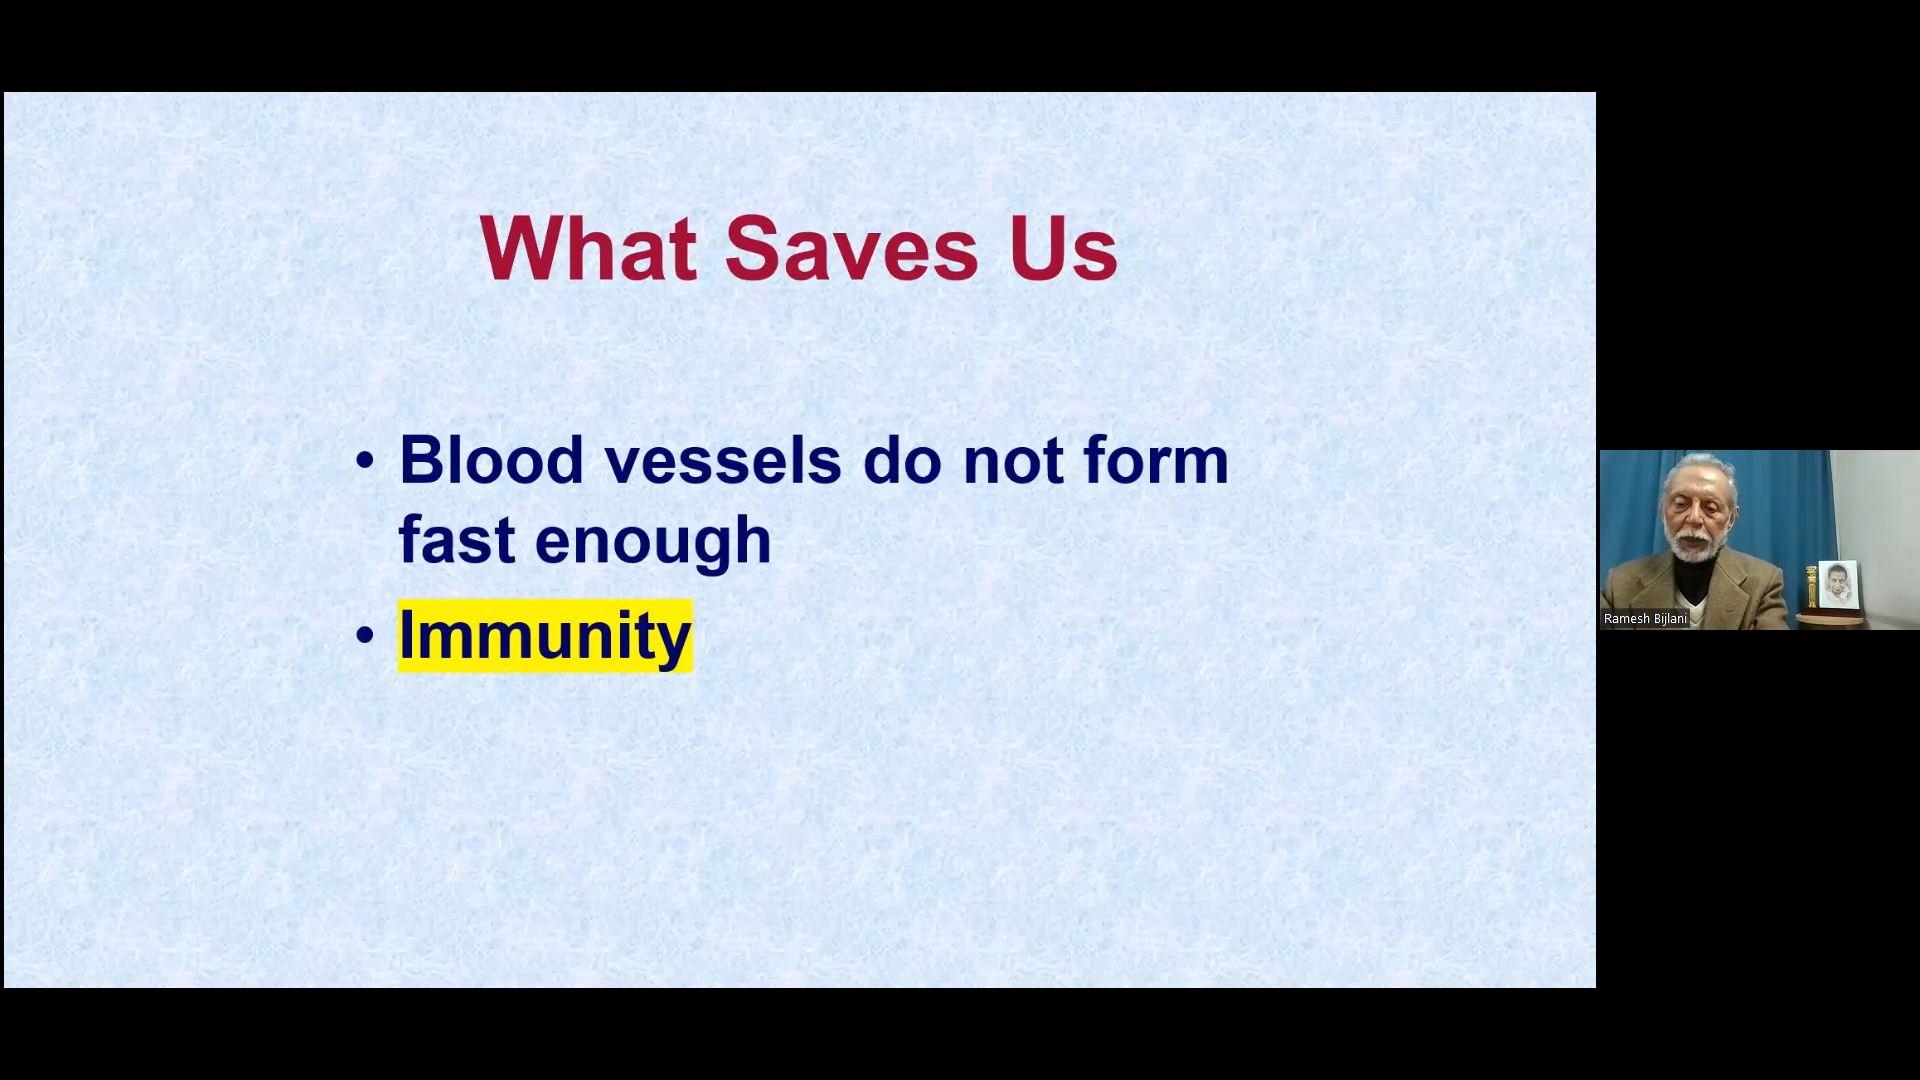 What Saves Us
• Blood vessels do not form
fast enough
• Immunity
Ramesh Bijlani